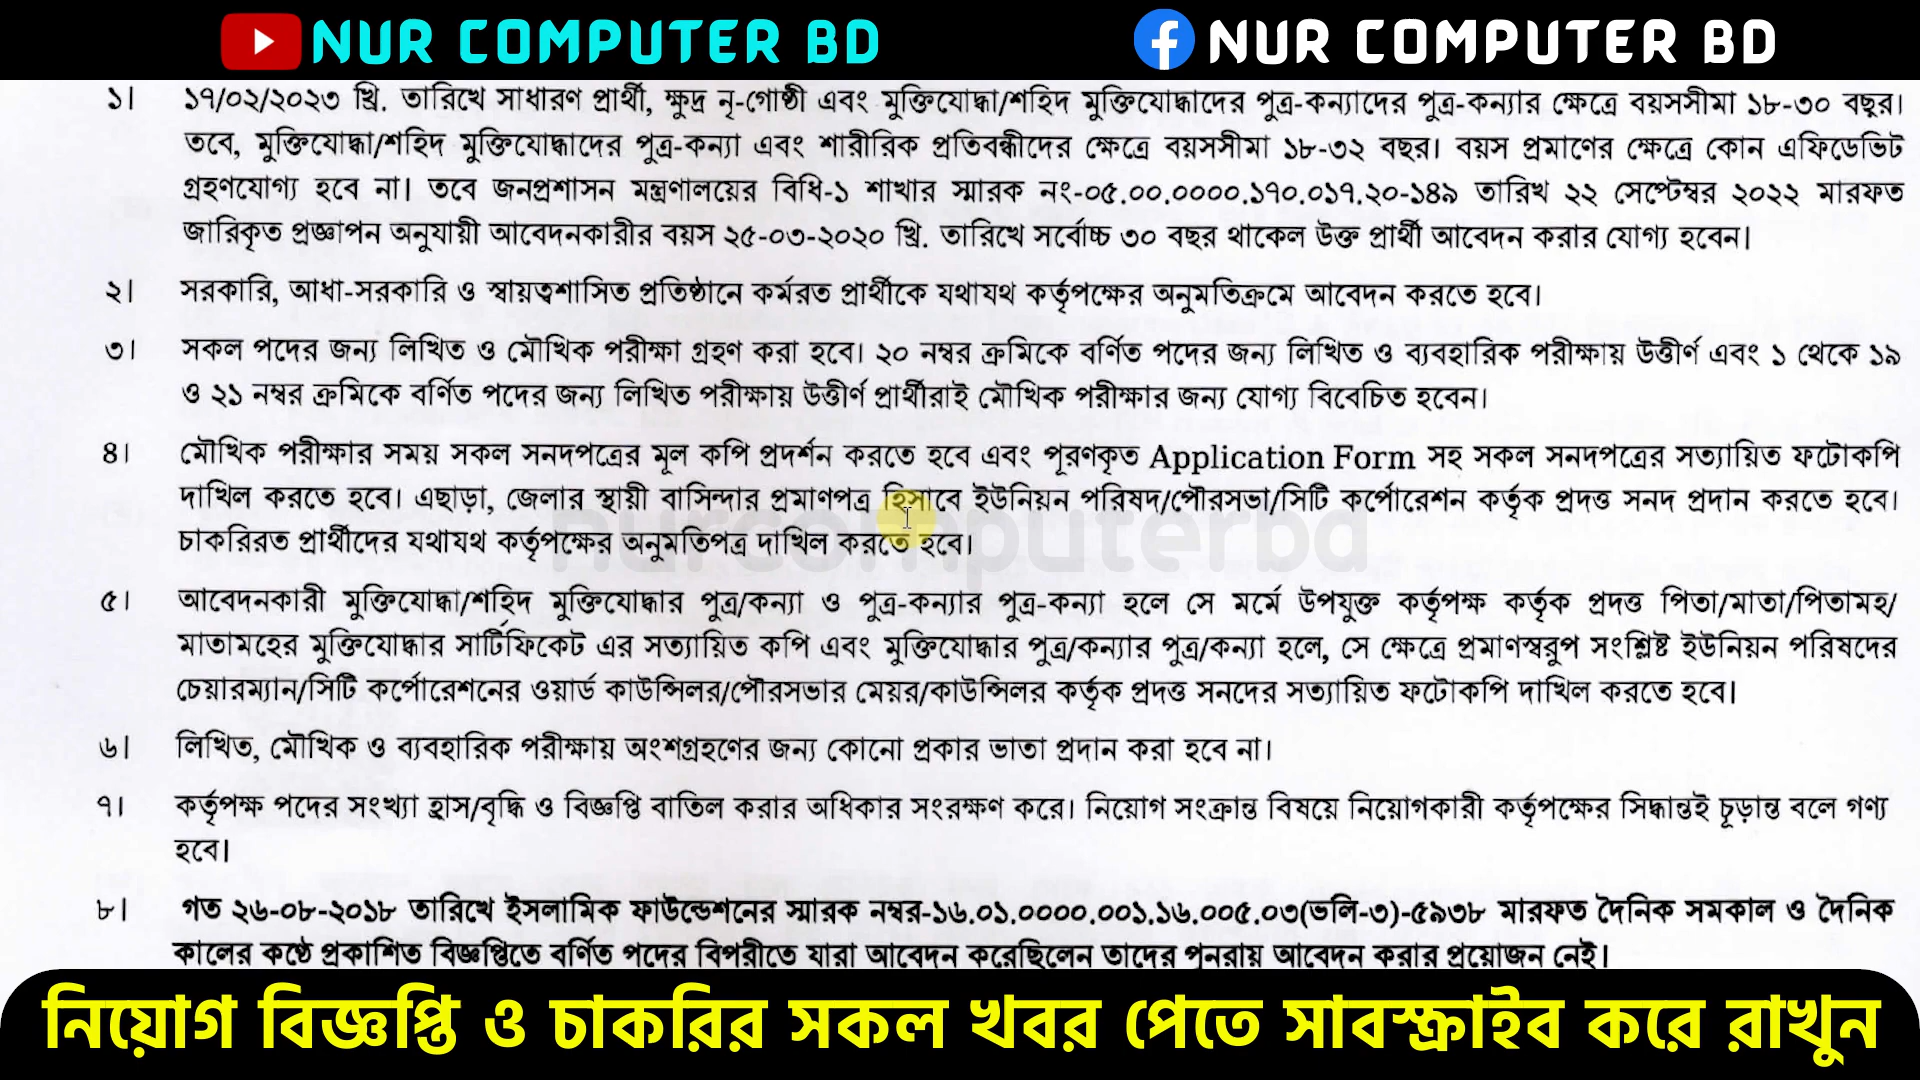 NUR COMPUTER BD
NUR COMPUTER BD
১। ১৭/০২/২০২৩ খ্রি. তারিখে সাধারণ প্রার্থী, ক্ষুদ্র নৃ-গোষ্ঠী এবং মুক্তিযোদ্ধা/শহিদ মুক্তিযোদ্ধাদের পুত্র-কন্যাদের পুত্র-কন্যার ক্ষেত্রে বয়সসীমা ১৮-৩০ বছর।
তবে, মুক্তিযোদ্ধা/শহিদ মুক্তিযোদ্ধাদের পুত্র-কন্যা এবং শারীরিক প্রতিবন্ধীদের ক্ষেত্রে বয়সসীমা ১৮-৩২ বছর। বয়স প্রমাণের ক্ষেত্রে কোন এফিডেভিট
গ্রহণযোগ্য হবে না। তবে জনপ্রশাসন মন্ত্রণালয়ের বিধি-১ শাখার স্মারক নং-০৫.০০.০০০০.১৭০.০১৭.২০-১৪৯ তারিখ ২২ সেপ্টেম্বর ২০২২ মারফত
জারিকৃত প্রজ্ঞাপন অনুযায়ী আবেদনকারীর বয়স ২৫-০৩-২০২০ খ্রি. তারিখে সর্বোচ্চ ৩০ বছর থাকেল উক্ত প্রার্থী আবেদন করার যোগ্য হবেন।
২। সরকারি, আধা-সরকারি ও স্বায়ত্বশাসিত প্রতিষ্ঠানে কর্মরত প্রার্থীকে যথাযথ কর্তৃপক্ষের অনুমতিক্রমে আবেদন করতে হবে।
৩। সকল পদের জন্য লিখিত ও মৌখিক পরীক্ষা গ্রহণ করা হবে। ২০ নম্বর ক্রমিকে বর্ণিত পদের জন্য লিখিত ও ব্যবহারিক পরীক্ষায় উত্তীর্ণ এবং ১ থেকে ১৯
ও ২১ নম্বর ক্রমিকে বর্ণিত পদের জন্য লিখিত পরীক্ষায় উত্তীর্ণ প্রার্থীরাই মৌখিক পরীক্ষার জন্য যোগ্য বিবেচিত হবেন।
৪। মৌখিক পরীক্ষার সময় সকল সনদপত্রের মূল কপি প্রদর্শন করতে হবে এবং পূরণকৃত Application Form সহ সকল সনদপত্রের সত্যায়িত ফটোকপি
দাখিল করতে হবে। এছাড়া, জেলার স্থায়ী বাসিন্দার প্রমাণপত্র হিসাবে ইউনিয়ন পরিষদ/পৌরসভা/সিটি কর্পোরেশন কর্তৃক প্রদত্ত সনদ প্রদান করতে হবে।
চাকরিরত প্রার্থীদের যথাযথ কর্তৃপক্ষের অনুমতিপত্র দাখিল করতে হবে।
nurcomputerbd
৫। আবেদনকারী মুক্তিযোদ্ধা/শহিদ মুক্তিযোদ্ধার পুত্র/কন্যা ও পুত্র-কন্যার পুত্র-কন্যা হলে সে মর্মে উপযুক্ত কর্তৃপক্ষ কর্তৃক প্রদত্ত পিতা/মাতা/পিতামহ/
মাতামহের মুক্তিযোদ্ধার সার্টিফিকেট এর সত্যায়িত কপি এবং মুক্তিযোদ্ধার পুত্র/কন্যার পুত্র/কন্যা হলে, সে ক্ষেত্রে প্রমাণস্বরুপ সংশ্লিষ্ট ইউনিয়ন পরিষদের
চেয়ারম্যান/সিটি কর্পোরেশনের ওয়ার্ড কাউন্সিলর/পৌরসভার মেয়র/কাউন্সিলর কর্তৃক প্রদত্ত সনদের সত্যায়িত ফটোকপি দাখিল করতে হবে।
৬। লিখিত, মৌখিক ও ব্যবহারিক পরীক্ষায় অংশগ্রহণের জন্য কোনো প্রকার ভাতা প্রদান করা হবে না।
৭। কর্তৃপক্ষ পদের সংখ্যা হ্রাস/বৃদ্ধি ও বিজ্ঞপ্তি বাতিল করার অধিকার সংরক্ষণ করে। নিয়োগ সংক্রান্ত বিষয়ে নিয়োগকারী কর্তৃপক্ষের সিদ্ধান্তই চূড়ান্ত বলে গণ্য
হবে।
৮। গত ২৬-০৮-২০১৮ তারিখে ইসলামিক ফাউন্ডেশনের স্মারক নম্বর-১৬.০১.০০০০.০০১.১৬.০০৫.০৩(ভলি-৩)-৫৯৩৮ মারফত দৈনিক সমকাল ও দৈনিক
কালের কণ্ঠে প্রকাশিত বিজ্ঞপ্তিতে বর্ণিত পদের বিপরীতে যারা আবেদন করেছিলেন তাদের পুনরায় আবেদন করার প্রয়োজন নেই।
নিয়োগ বিজ্ঞপ্তি ও চাকরির সকল খবর পেতে সাবস্ক্রাইব করে রাখুন